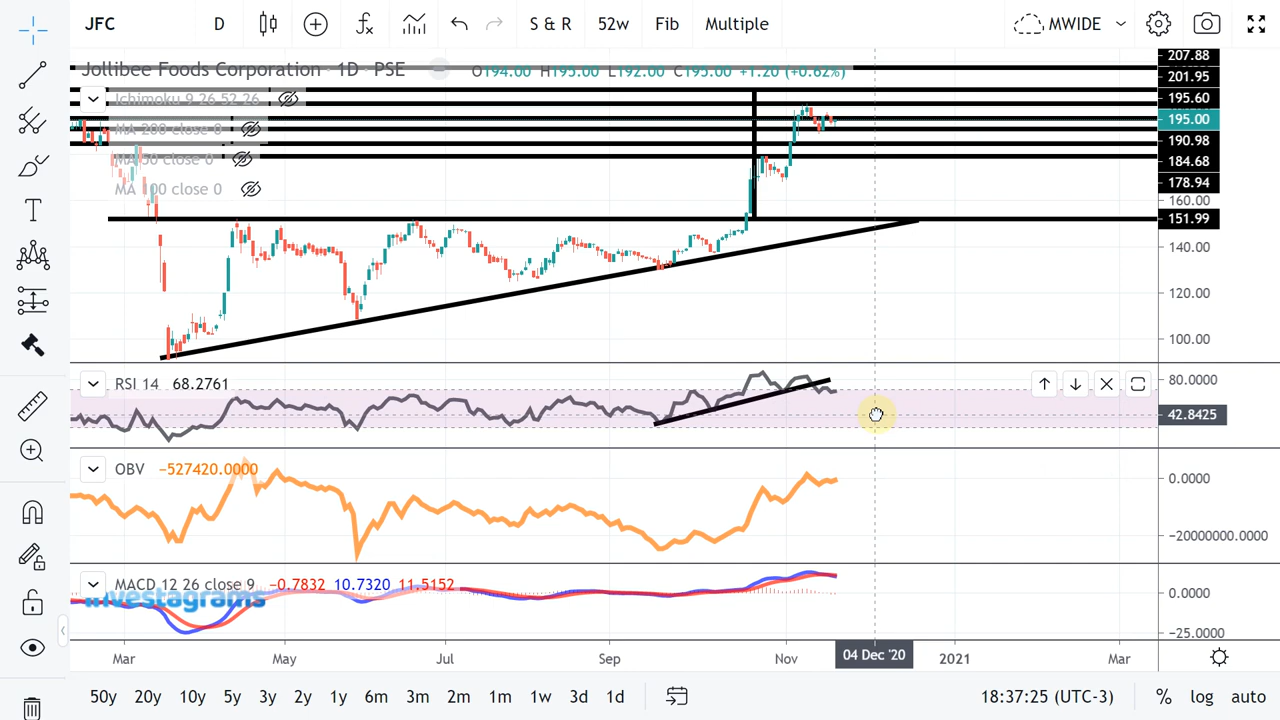 JFC D S & R 52w Fib Multiple MWIDE
Jollibee Foods Corporation · 1D · PSE O194.00 H195.00 L192.00 C195.00 +1.20 (+0.62%)
Ichimoku 9 26 52 26
MA 200 close 0
MA 50 close 0
MA 100 close 0
207.88
201.95
195.60
195.00
190.98
184.68
178.94
160.00
151.99
140.00
120.00
100.00
RSI 14 68.2761
80.0000
42.8425
OBV −527420.0000
0.0000
−20000000.0000
MACD 12 26 close 9 −0.7832 10.7320 11.5152
investagrams
0.0000
−25.0000
Mar May Jul Sep Nov 04 Dec '20 2021 Mar
50y 20y 10y 5y 3y 2y 1y 6m 3m 2m 1m 1w 3d 1d 18:37:25 (UTC-3) % log auto